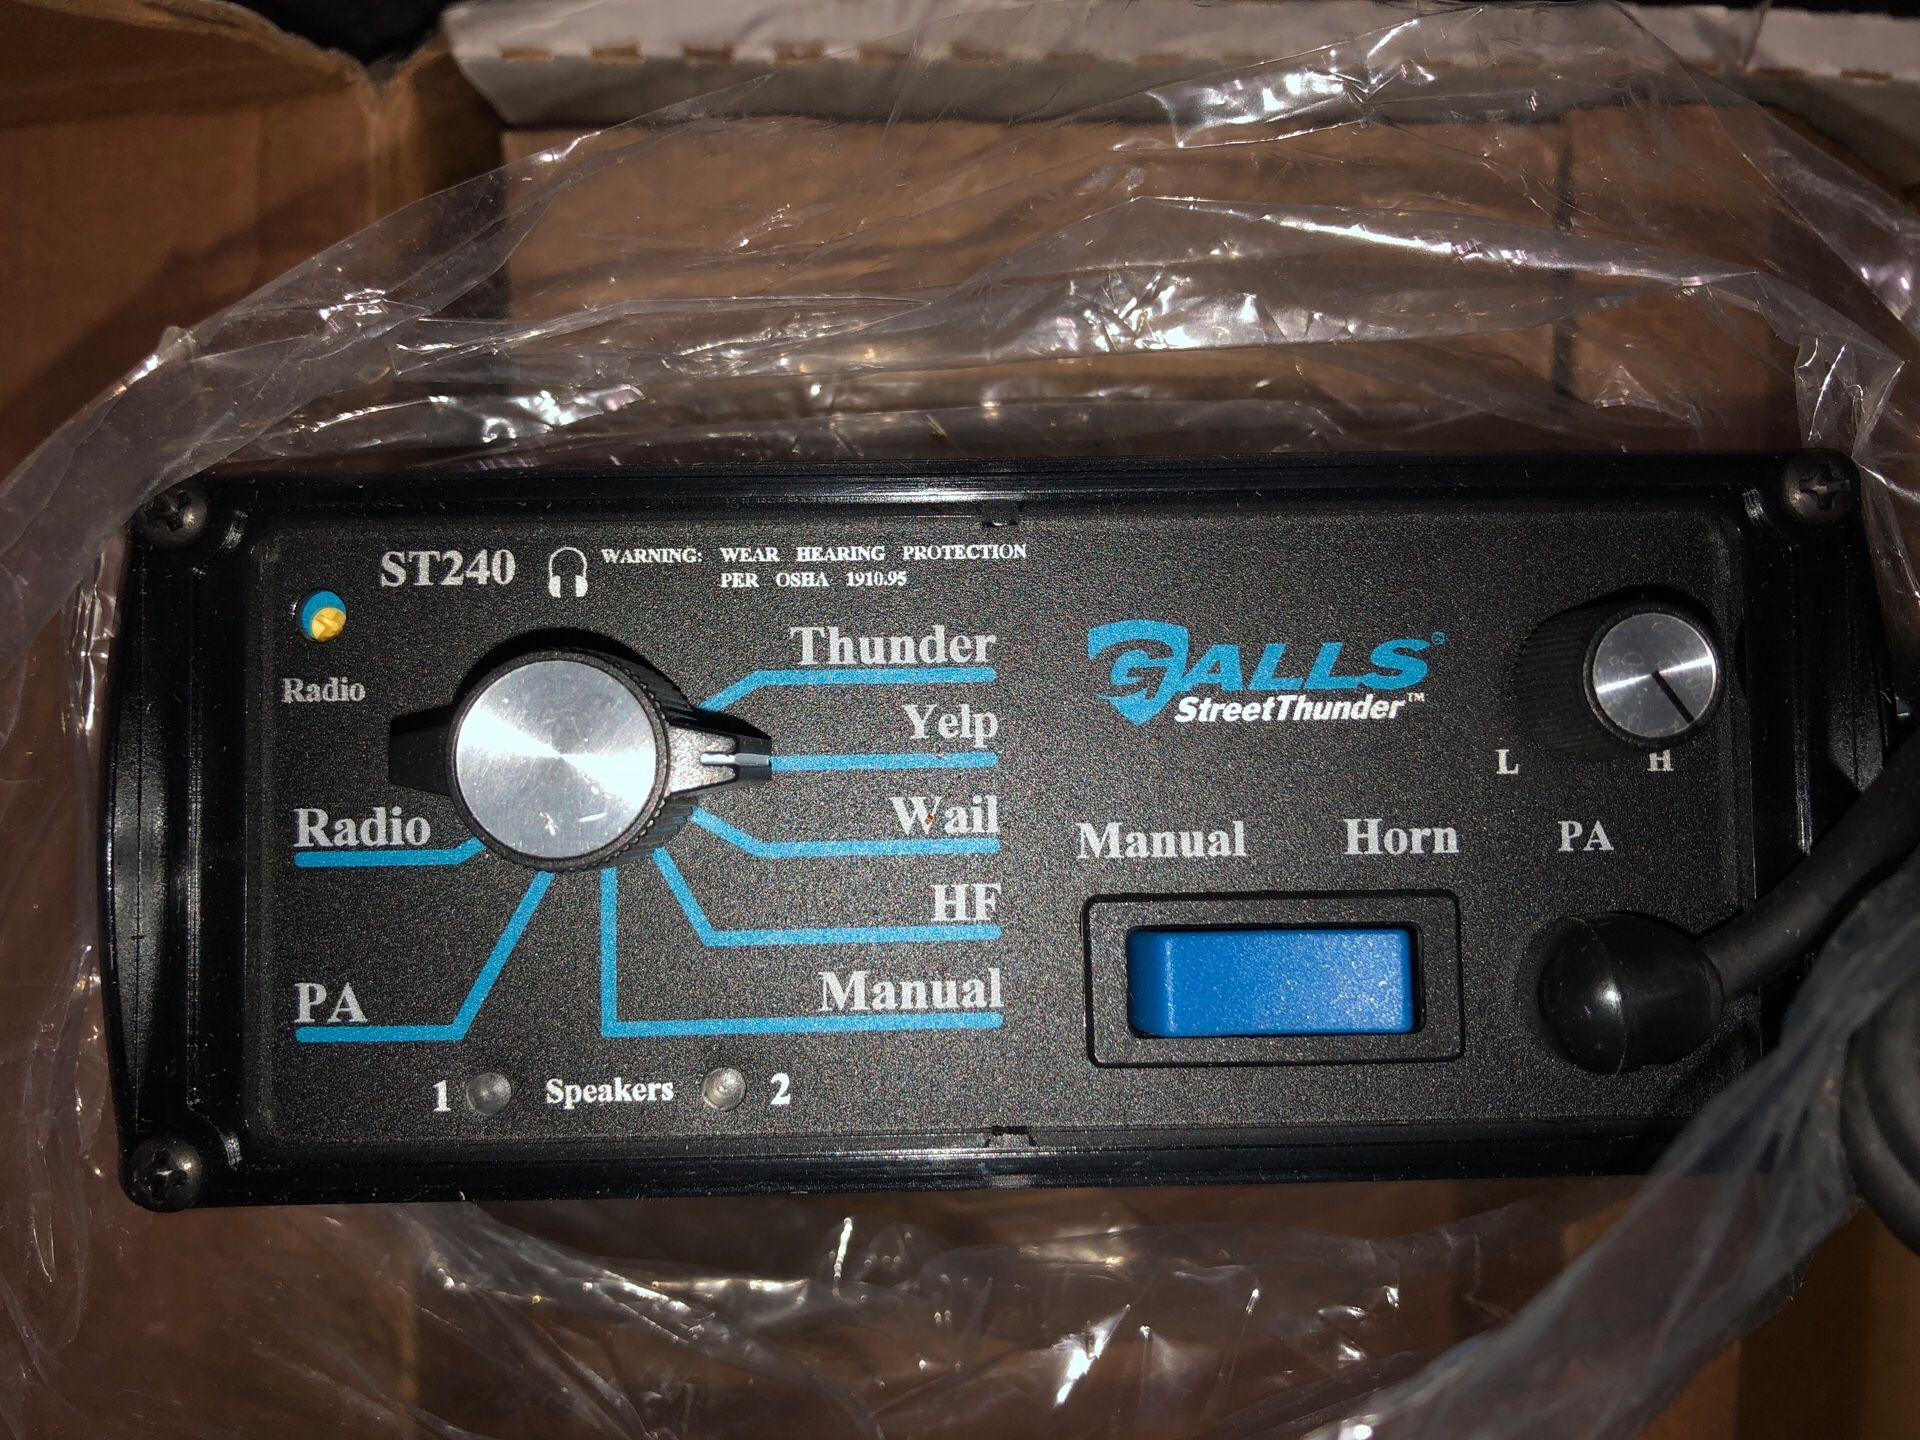 ST240
WARNING: WEAR HEARING PROTECTION
PER OSHA 1910.95
Radio
Thunder
Yelp
Wail
HF
Manual
Radio
PA
1 Speakers 2
GALLS®
StreetThunder™
L H
Manual Horn PA